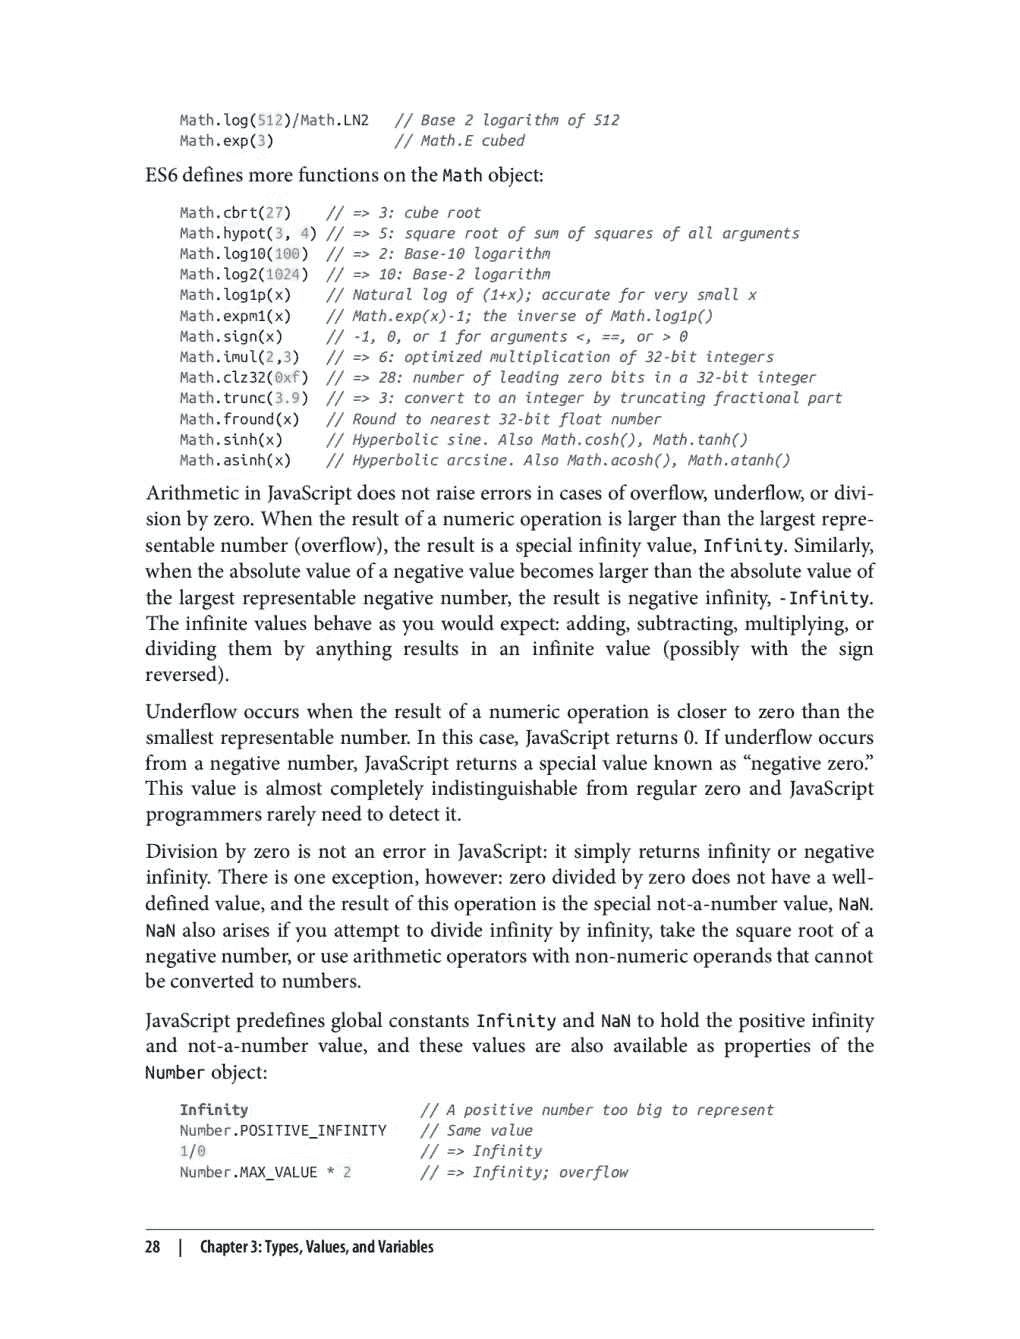 Math.log(512)/Math.LN2   // Base 2 logarithm of 512
Math.exp(3)              // Math.E cubed
ES6 defines more functions on the Math object:
Math.cbrt(27)    // => 3: cube root
Math.hypot(3, 4) // => 5: square root of sum of squares of all arguments
Math.log10(100)  // => 2: Base-10 logarithm
Math.log2(1024)  // => 10: Base-2 logarithm
Math.log1p(x)    // Natural log of (1+x); accurate for very small x
Math.expm1(x)    // Math.exp(x)-1; the inverse of Math.log1p()
Math.sign(x)     // -1, 0, or 1 for arguments <, ==, or > 0
Math.imul(2,3)   // => 6: optimized multiplication of 32-bit integers
Math.clz32(0xf)  // => 28: number of leading zero bits in a 32-bit integer
Math.trunc(3.9)  // => 3: convert to an integer by truncating fractional part
Math.fround(x)   // Round to nearest 32-bit float number
Math.sinh(x)     // Hyperbolic sine. Also Math.cosh(), Math.tanh()
Math.asinh(x)    // Hyperbolic arcsine. Also Math.acosh(), Math.atanh()
Arithmetic in JavaScript does not raise errors in cases of overflow, underflow, or divi-
sion by zero. When the result of a numeric operation is larger than the largest repre-
sentable number (overflow), the result is a special infinity value, Infinity. Similarly,
when the absolute value of a negative value becomes larger than the absolute value of
the largest representable negative number, the result is negative infinity, -Infinity.
The infinite values behave as you would expect: adding, subtracting, multiplying, or
dividing them by anything results in an infinite value (possibly with the sign
reversed).
Underflow occurs when the result of a numeric operation is closer to zero than the
smallest representable number. In this case, JavaScript returns 0. If underflow occurs
from a negative number, JavaScript returns a special value known as “negative zero.”
This value is almost completely indistinguishable from regular zero and JavaScript
programmers rarely need to detect it.
Division by zero is not an error in JavaScript: it simply returns infinity or negative
infinity. There is one exception, however: zero divided by zero does not have a well-
defined value, and the result of this operation is the special not-a-number value, NaN.
NaN also arises if you attempt to divide infinity by infinity, take the square root of a
negative number, or use arithmetic operators with non-numeric operands that cannot
be converted to numbers.
JavaScript predefines global constants Infinity and NaN to hold the positive infinity
and not-a-number value, and these values are also available as properties of the
Number object:
Infinity                    // A positive number too big to represent
Number.POSITIVE_INFINITY    // Same value
1/0                         // => Infinity
Number.MAX_VALUE * 2        // => Infinity; overflow
28 | Chapter 3: Types, Values, and Variables